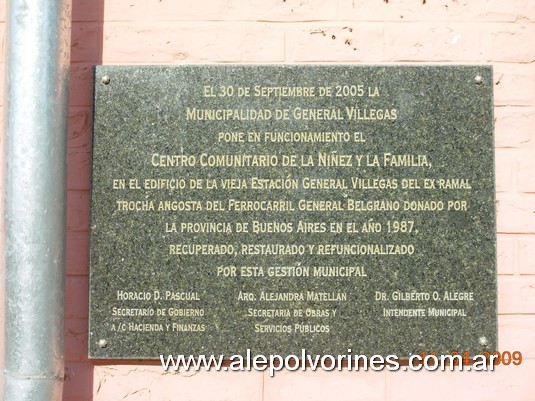 El 30 de Septiembre de 2005 la
Municipalidad de General Villegas
pone en funcionamiento el
Centro Comunitario de la Niñez y la Familia,
en el edificio de la vieja Estación General Villegas del ex ramal
trocha angosta del Ferrocarril General Belgrano donado por
la provincia de Buenos Aires en el año 1987,
recuperado, restaurado y refuncionalizado
por esta gestión municipal
Horacio D. Pascual
Secretario de Gobierno
a/c Hacienda y Finanzas
Arq. Alejandra Matellán
Secretaria de Obras y
Servicios Públicos
Dr. Gilberto O. Alegre
Intendente Municipal
www.alepolvorines.com.ar
2009